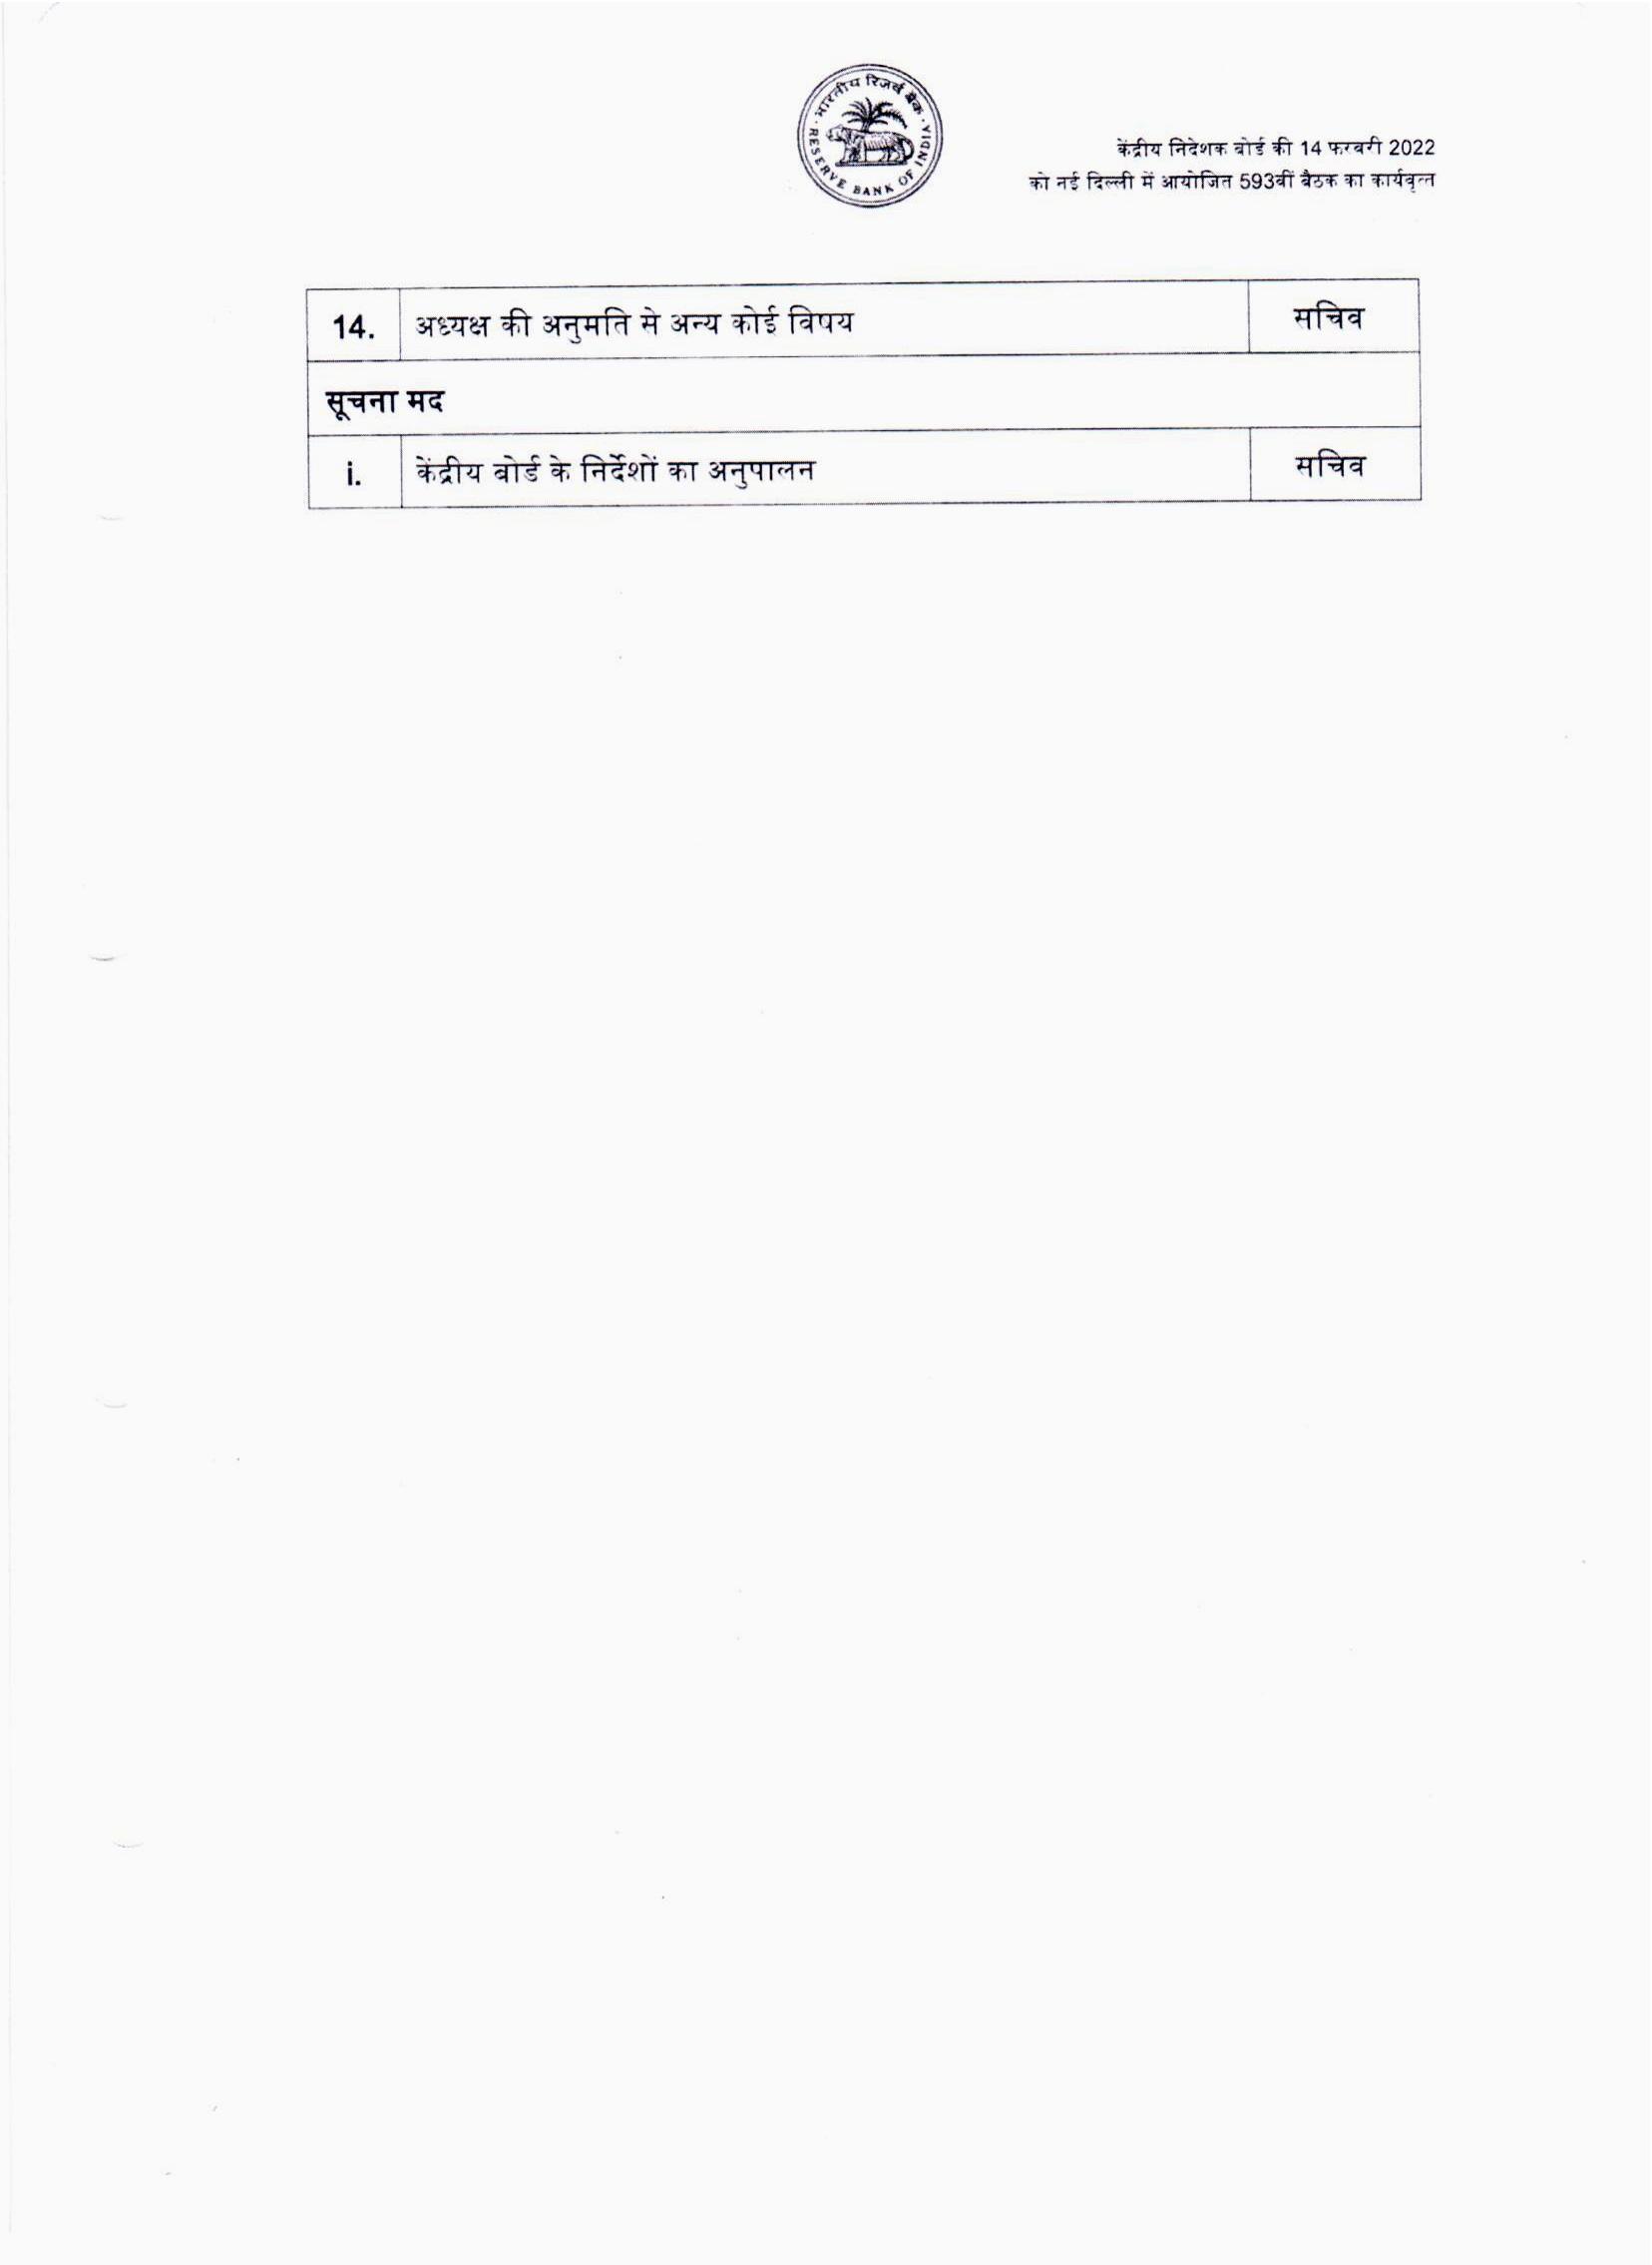 भारतीय रिज़र्व बैंक
RESERVE BANK OF INDIA
केंद्रीय निदेशक बोर्ड की 14 फरवरी 2022
को नई दिल्ली में आयोजित 593वीं बैठक का कार्यवृत्त
14. अध्यक्ष की अनुमति से अन्य कोई विषय सचिव
सूचना मद
i. केंद्रीय बोर्ड के निर्देशों का अनुपालन सचिव